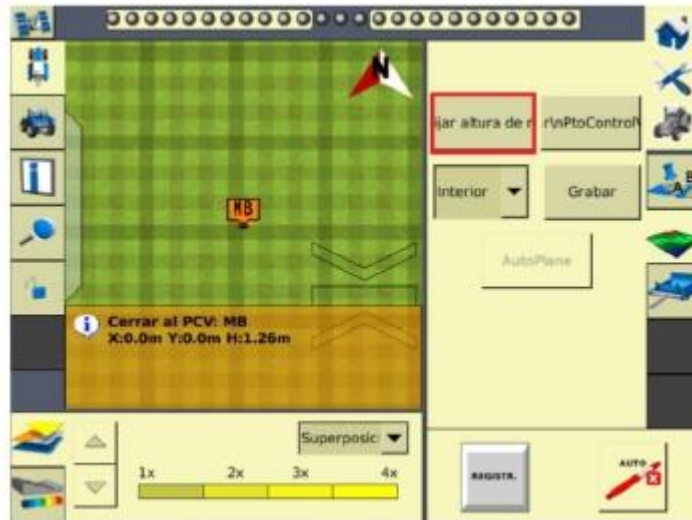 N
ijar altura de r
r\nPtoControl\
MB
Interior
Grabar
AutoPlane
Cerrar al PCV: MB
X:0.0m Y:0.0m H:1.26m
Superposic
1x 2x 3x 4x
REGISTR.
AUTO
A B